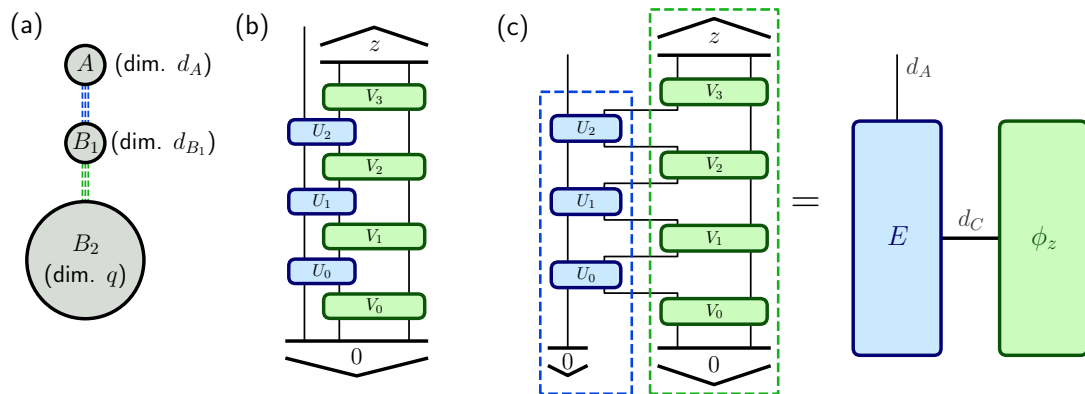 (a)
A (dim. d_A)
B_1 (dim. d_{B_1})
B_2
(dim. q)
(b)
z
V_3
U_2
V_2
U_1
V_1
U_0
V_0
0
(c)
z
V_3
U_2
V_2
U_1
V_1
U_0
V_0
0
0
=
d_A
E
d_C
ϕ_z